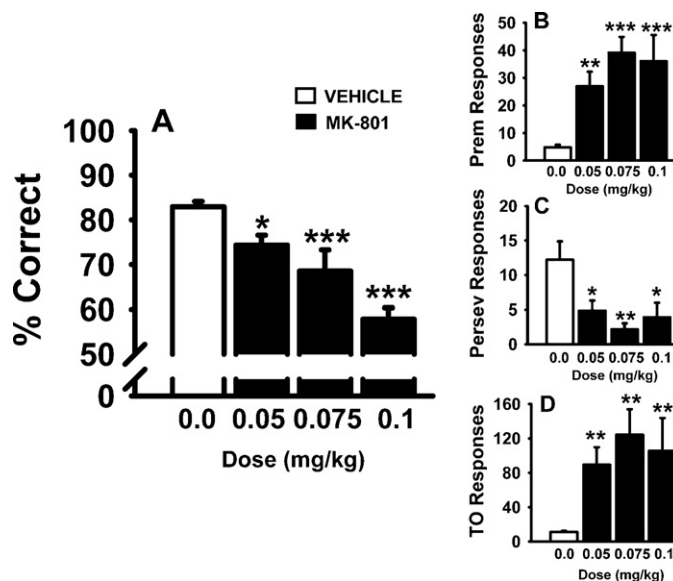 A
VEHICLE
MK-801
% Correct
100
90
80
70
60
50
0
*
***
***
0.0 0.05 0.075 0.1
Dose (mg/kg)
B
Prem Responses
50
40
30
20
10
0
**
***
***
0.0 0.05 0.075 0.1
Dose (mg/kg)
C
Persev Responses
20
15
10
5
0
*
**
*
0.0 0.05 0.075 0.1
Dose (mg/kg)
D
TO Responses
160
120
80
40
0
**
**
**
0.0 0.05 0.075 0.1
Dose (mg/kg)